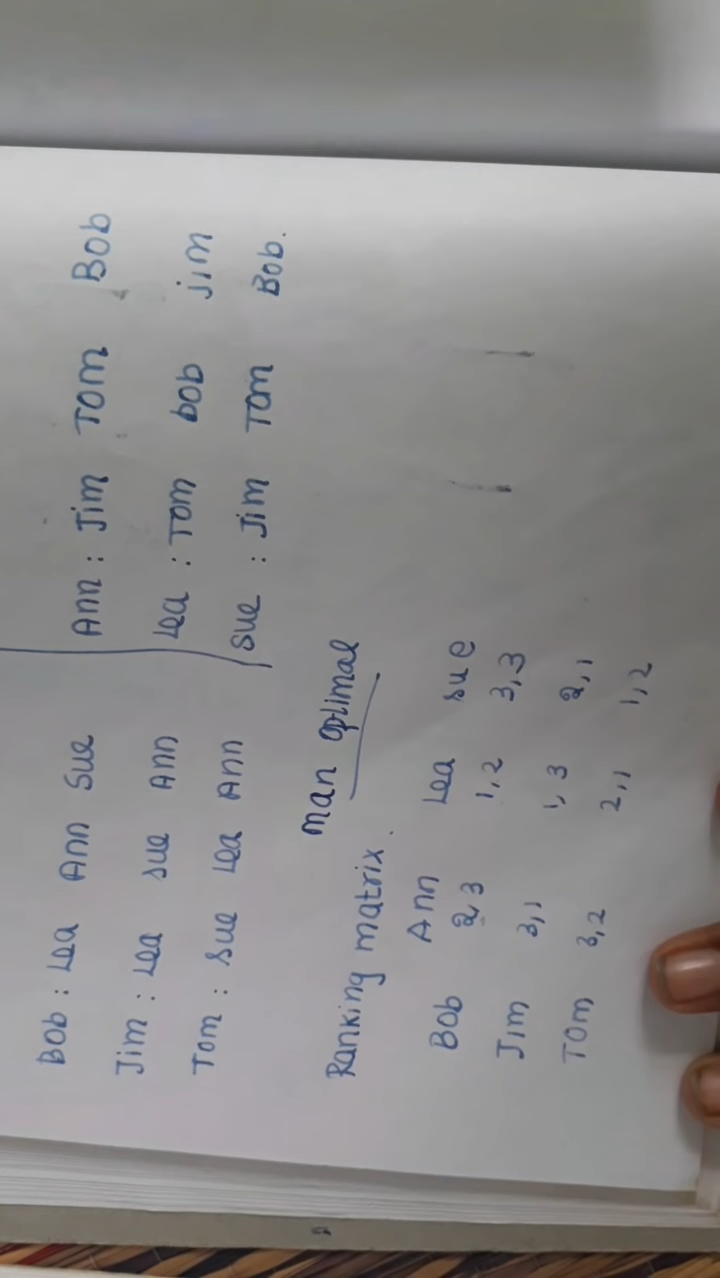 Bob : Lea Ann Sue
Jim : Lea sue Ann
Tom : Sue Lea Ann
Ann : Jim Tom Bob
Lea : Tom bob jim
Sue : Jim Tom Bob.
man optimal
Ranking matrix.
Ann Lea sue
Bob 2,3 1,2 3,3
Jim 3,1 1,3 2,1
Tom 3,2 2,1 1,2